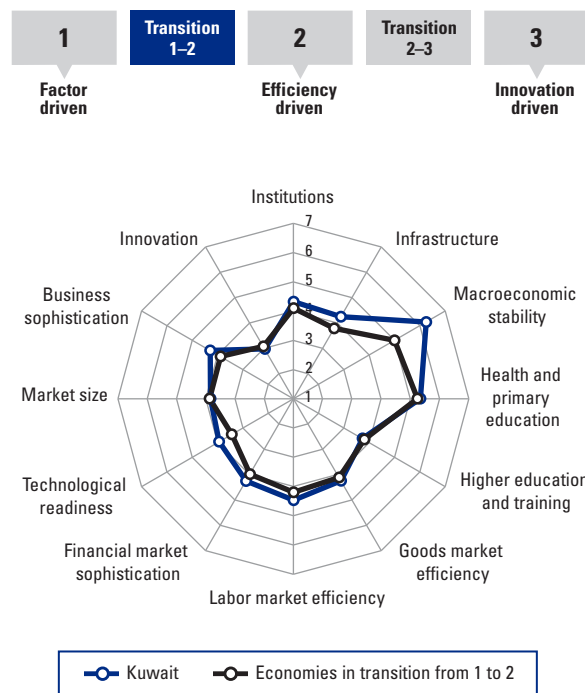 1
Transition
1–2
2
Transition
2–3
3
Factor
driven
Efficiency
driven
Innovation
driven
Institutions
7
6
5
4
3
2
1
Infrastructure
Macroeconomic
stability
Health and
primary
education
Higher education
and training
Goods market
efficiency
Labor market efficiency
Financial market
sophistication
Technological
readiness
Market size
Business
sophistication
Innovation
Kuwait
Economies in transition from 1 to 2